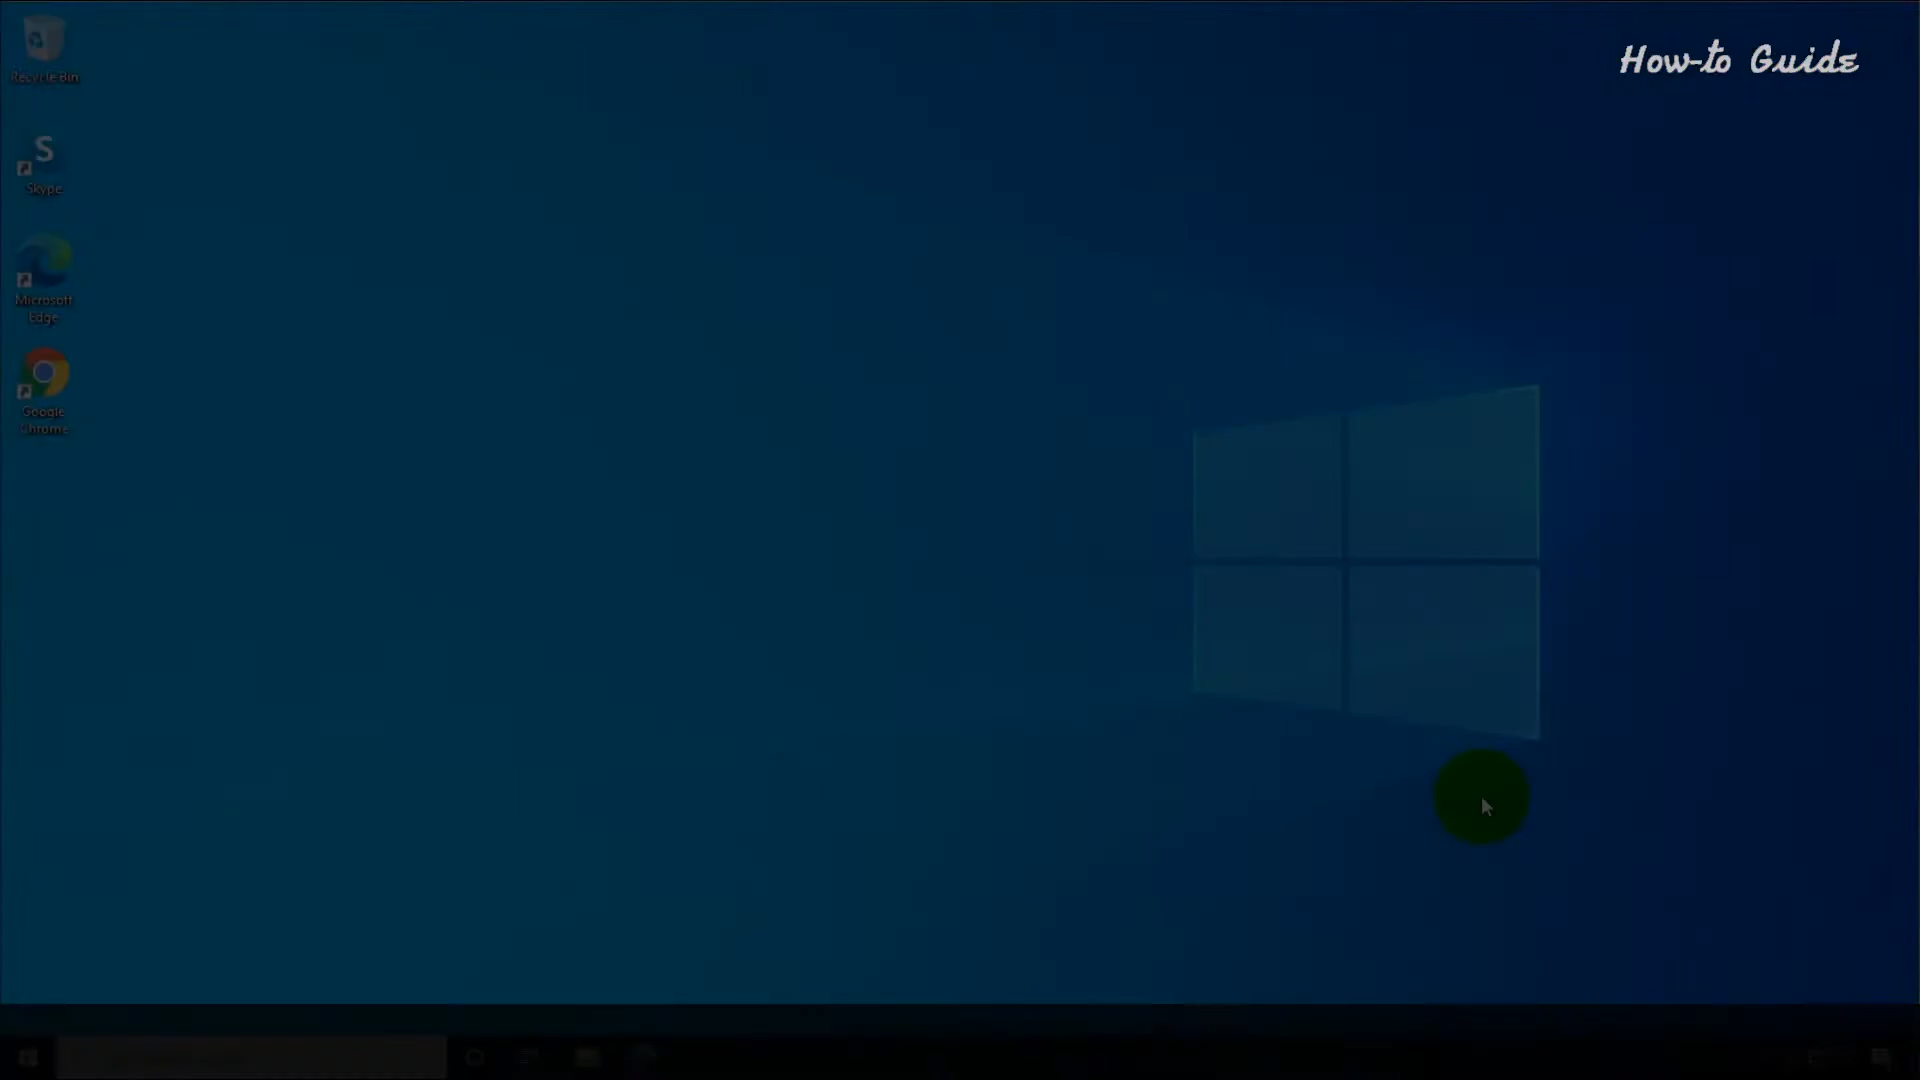 How-to Guide
Recycle Bin
S
Skype
Microsoft
Edge
Google
Chrome